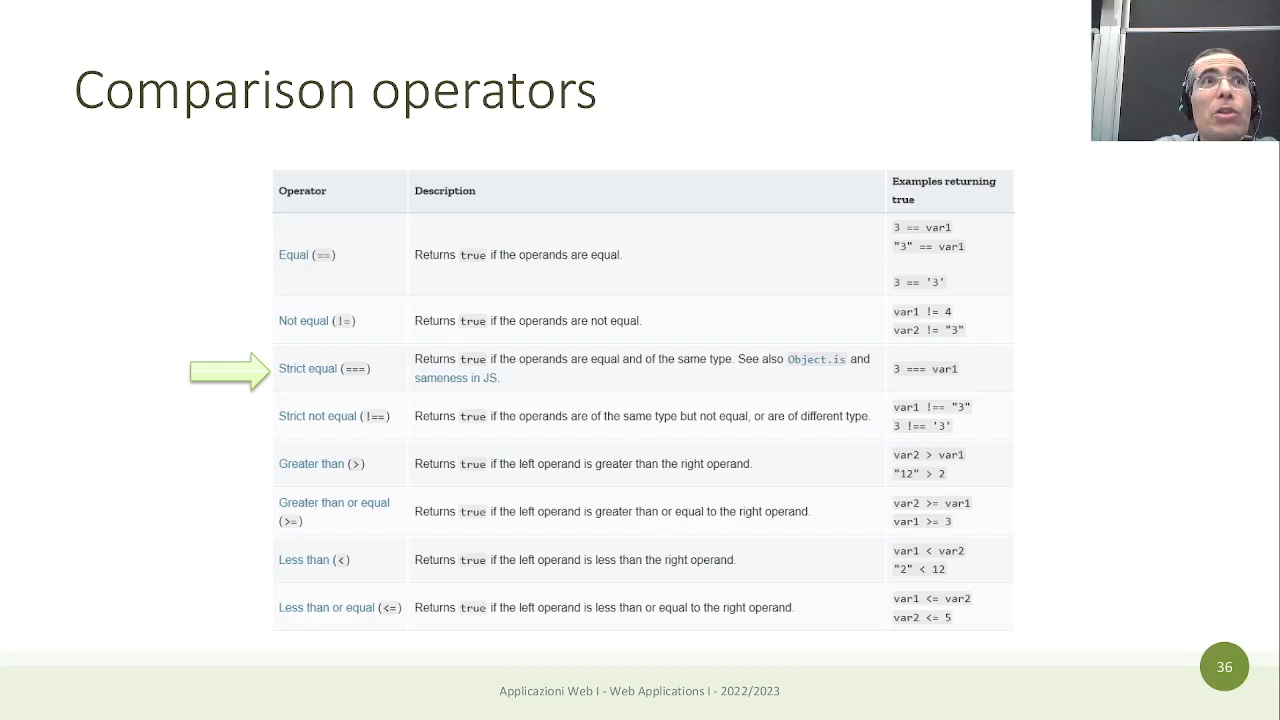 Comparison operators
Operator
Description
Examples returning
true
Equal (==)
Returns true if the operands are equal.
3 == var1
"3" == var1
3 == '3'
Not equal (!=)
Returns true if the operands are not equal.
var1 != 4
var2 != "3"
Strict equal (===)
Returns true if the operands are equal and of the same type. See also Object.is and
sameness in JS.
3 === var1
Strict not equal (!==)
Returns true if the operands are of the same type but not equal, or are of different type.
var1 !== "3"
3 !== '3'
Greater than (>)
Returns true if the left operand is greater than the right operand.
var2 > var1
"12" > 2
Greater than or equal
(>=)
Returns true if the left operand is greater than or equal to the right operand.
var2 >= var1
var1 >= 3
Less than (<)
Returns true if the left operand is less than the right operand.
var1 < var2
"2" < 12
Less than or equal (<=)
Returns true if the left operand is less than or equal to the right operand.
var1 <= var2
var2 <= 5
Applicazioni Web I - Web Applications I - 2022/2023
36